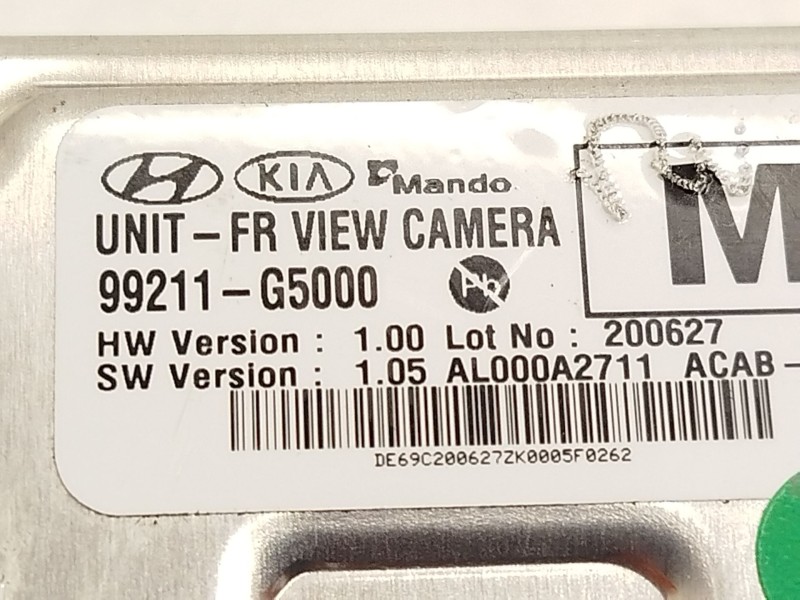 KIA Mando
UNIT-FR VIEW CAMERA M
99211-G5000 Pb
HW Version : 1.00 Lot No : 200627
SW Version : 1.05 AL000A2711 ACAB-
DE69C200627ZK0005F0262